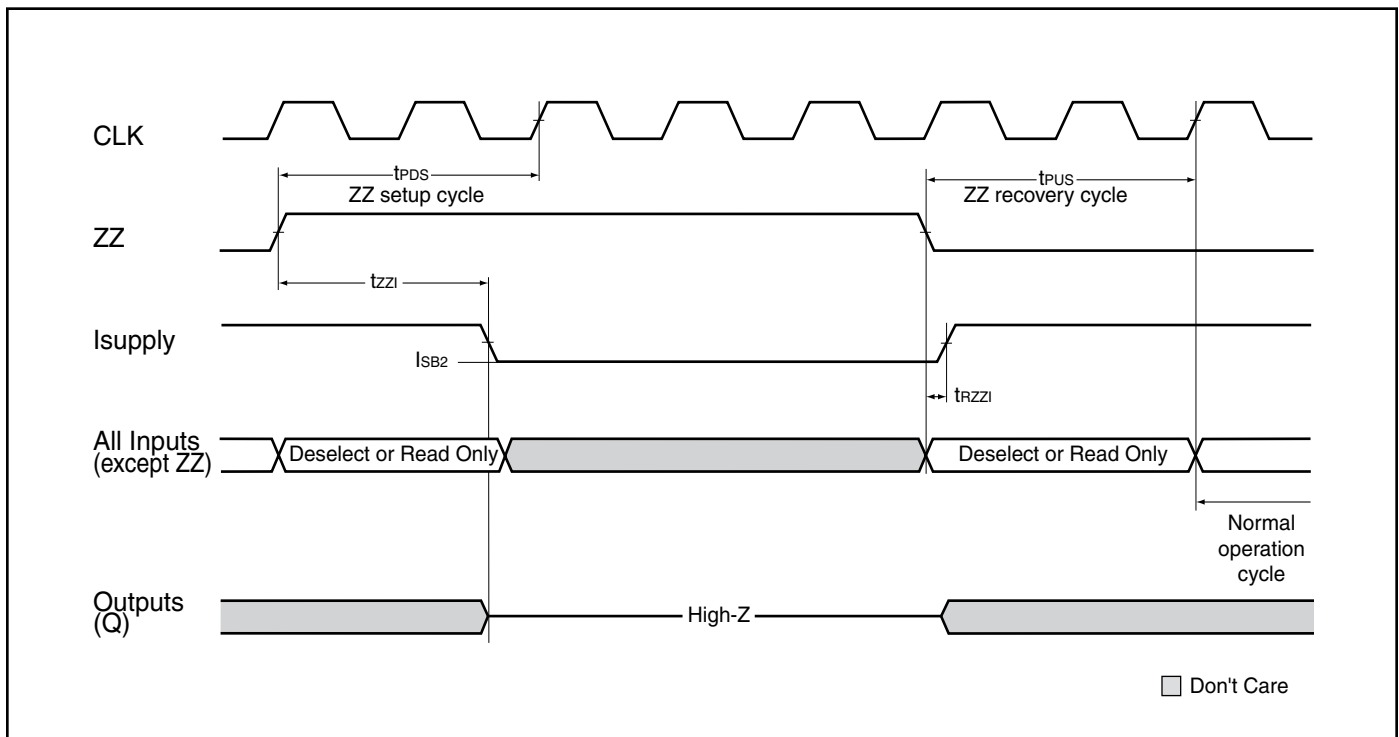 CLK
tPDS
ZZ setup cycle
tPUS
ZZ recovery cycle
ZZ
tZZI
Isupply
ISB2
tRZZI
All Inputs
(except ZZ)
Deselect or Read Only
Deselect or Read Only
Normal
operation
cycle
Outputs
(Q)
High-Z
Don't Care